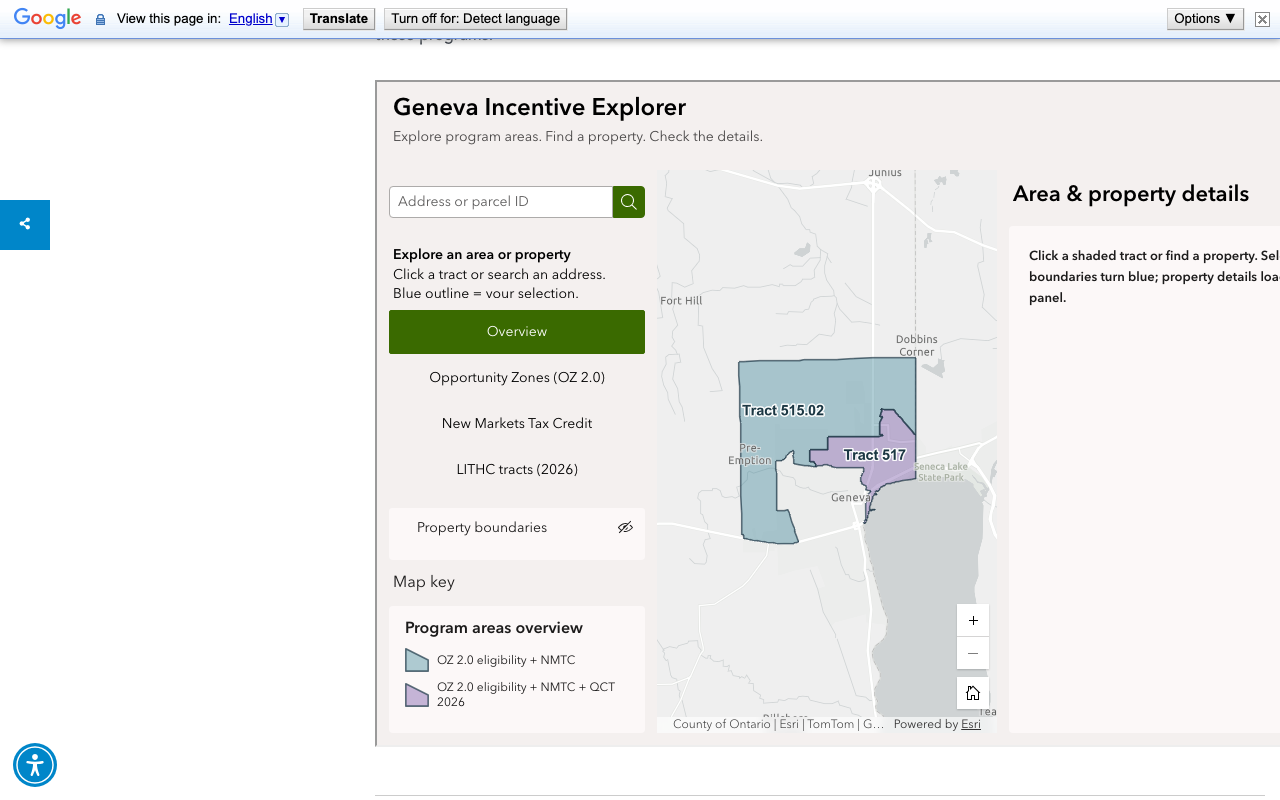 Google View this page in: English Translate Turn off for: Detect language Options ▼
these programs.
Geneva Incentive Explorer
Explore program areas. Find a property. Check the details.
Address or parcel ID
Explore an area or property
Click a tract or search an address.
Blue outline = your selection.
Overview
Opportunity Zones (OZ 2.0)
New Markets Tax Credit
LITHC tracts (2026)
Property boundaries
Map key
Program areas overview
OZ 2.0 eligibility + NMTC
OZ 2.0 eligibility + NMTC + QCT
2026
Junius
Fort Hill
Dobbins
Corner
Tract 515.02
Pre-
Emption
Tract 517
Seneca Lake
State Park
Geneva
+
−
County of Ontario | Esri | TomTom | G... Powered by Esri
Area & property details
Click a shaded tract or find a property. Sel
boundaries turn blue; property details loa
panel.